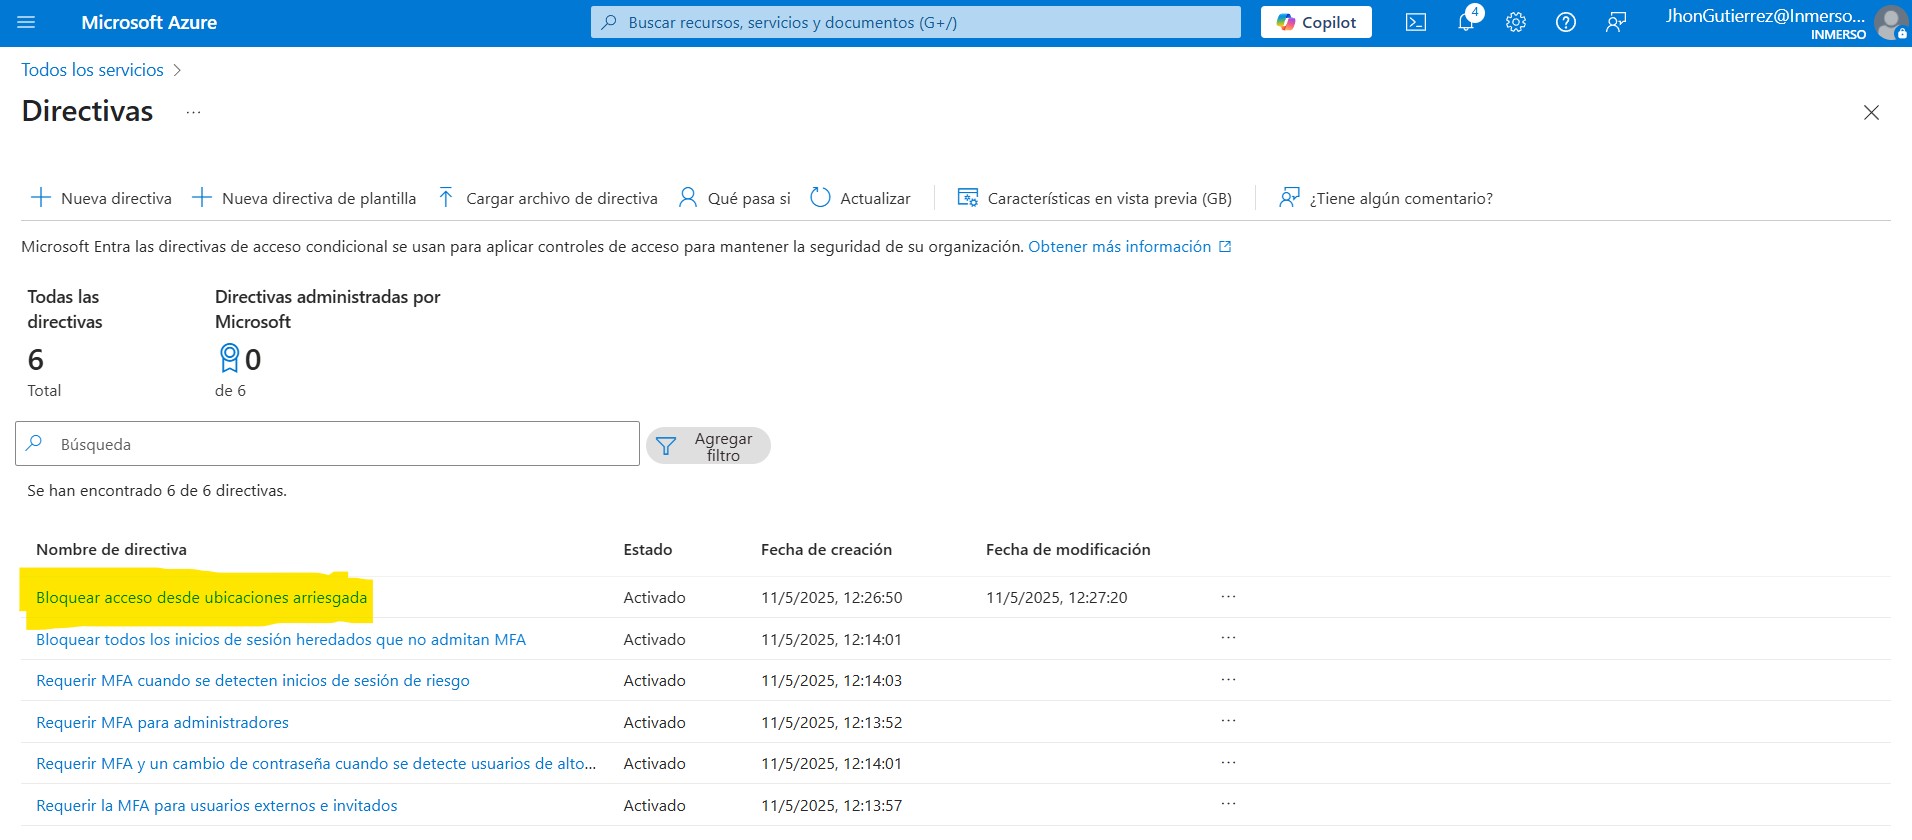 Microsoft Azure
Buscar recursos, servicios y documentos (G+/)
Copilot
4
JhonGutierrez@Inmerso...
INMERSO
Todos los servicios
Directivas
...
Nueva directiva
Nueva directiva de plantilla
Cargar archivo de directiva
Qué pasa si
Actualizar
Características en vista previa (GB)
¿Tiene algún comentario?
Microsoft Entra las directivas de acceso condicional se usan para aplicar controles de acceso para mantener la seguridad de su organización. Obtener más información
Todas las
directivas
6
Total
Directivas administradas por
Microsoft
0
de 6
Búsqueda
Agregar
filtro
Se han encontrado 6 de 6 directivas.
Nombre de directiva Estado Fecha de creación Fecha de modificación
Bloquear acceso desde ubicaciones arriesgada Activado 11/5/2025, 12:26:50 11/5/2025, 12:27:20 ...
Bloquear todos los inicios de sesión heredados que no admitan MFA Activado 11/5/2025, 12:14:01 ...
Requerir MFA cuando se detecten inicios de sesión de riesgo Activado 11/5/2025, 12:14:03 ...
Requerir MFA para administradores Activado 11/5/2025, 12:13:52 ...
Requerir MFA y un cambio de contraseña cuando se detecte usuarios de alto... Activado 11/5/2025, 12:14:01 ...
Requerir la MFA para usuarios externos e invitados Activado 11/5/2025, 12:13:57 ...